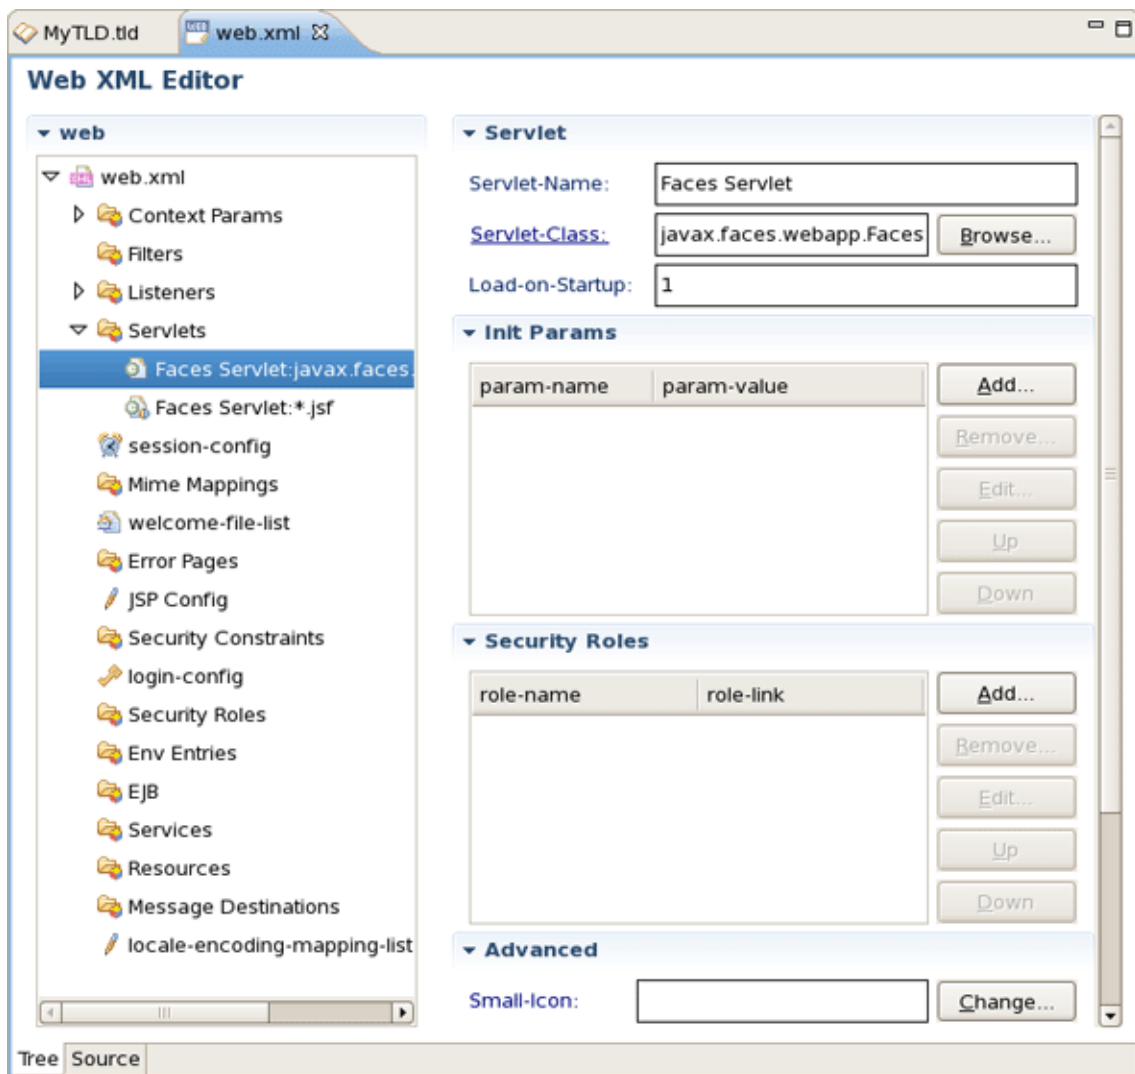 MyTLD.tld
web.xml
Web XML Editor
web
web.xml
Context Params
Filters
Listeners
Servlets
Faces Servlet:javax.faces.
Faces Servlet:*.jsf
session-config
Mime Mappings
welcome-file-list
Error Pages
JSP Config
Security Constraints
login-config
Security Roles
Env Entries
EJB
Services
Resources
Message Destinations
locale-encoding-mapping-list
Servlet
Servlet-Name: Faces Servlet
Servlet-Class: javax.faces.webapp.Faces Browse...
Load-on-Startup: 1
Init Params
param-name param-value Add...
Remove...
Edit...
Up
Down
Security Roles
role-name role-link Add...
Remove...
Edit...
Up
Down
Advanced
Small-Icon: Change...
Tree Source